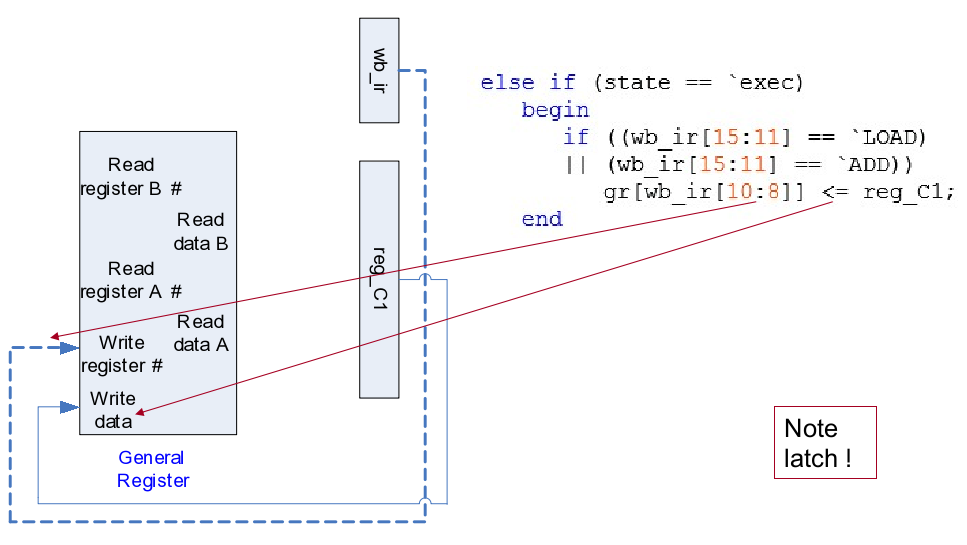 wb_ir
else if (state == `exec)
begin
if ((wb_ir[15:11] == `LOAD)
|| (wb_ir[15:11] == `ADD))
gr[wb_ir[10:8]] <= reg_C1;
end
Read
register B #
Read
data B
Read
register A #
Read
data A
Write
register #
Write
data
reg_C1
General
Register
Note
latch !